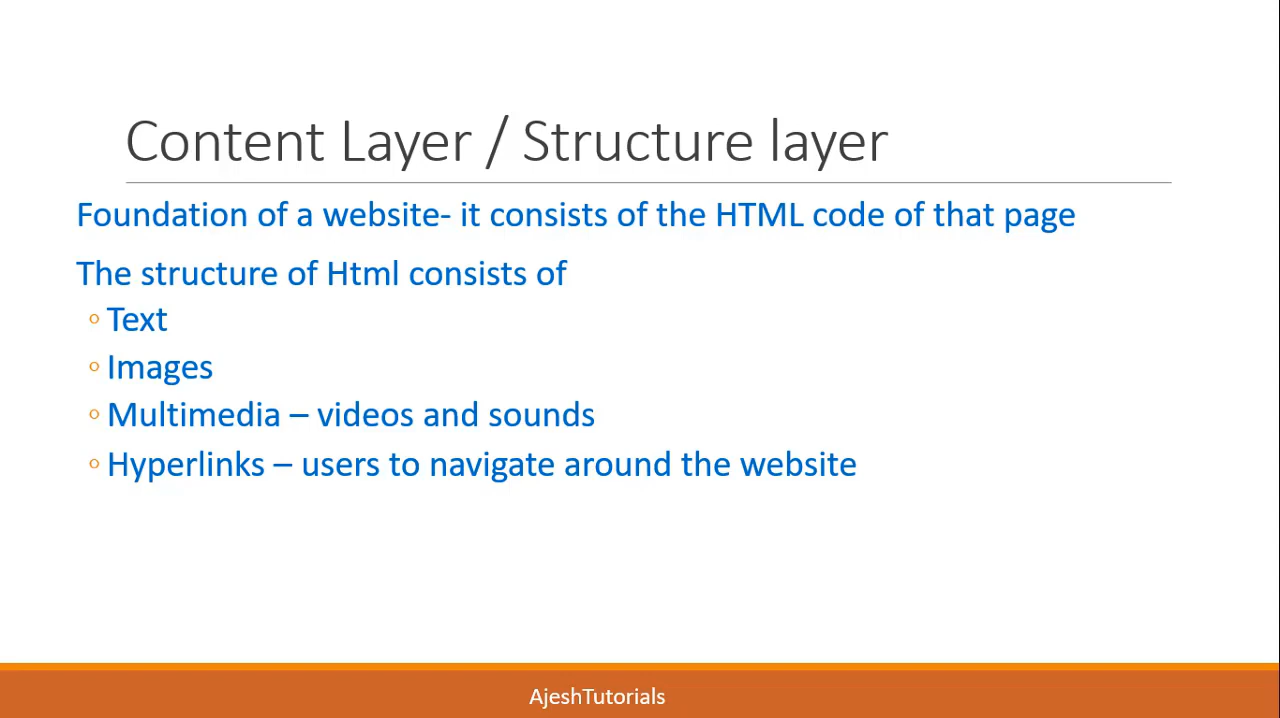 Content Layer / Structure layer
Foundation of a website- it consists of the HTML code of that page
The structure of Html consists of
◦ Text
◦ Images
◦ Multimedia – videos and sounds
◦ Hyperlinks – users to navigate around the website
AjeshTutorials